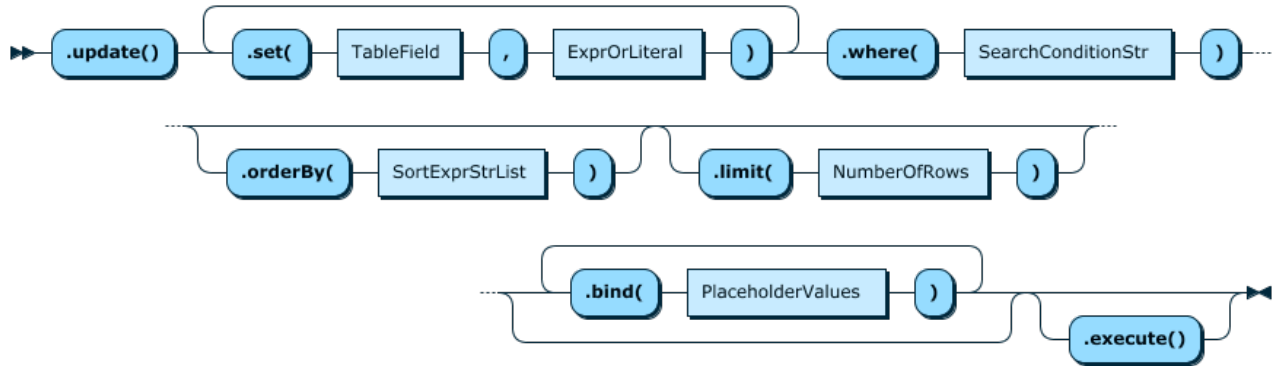 .update() .set( TableField , ExprOrLiteral ) .where( SearchConditionStr )
.orderBy( SortExprStrList ) .limit( NumberOfRows )
.bind( PlaceholderValues )
.execute()